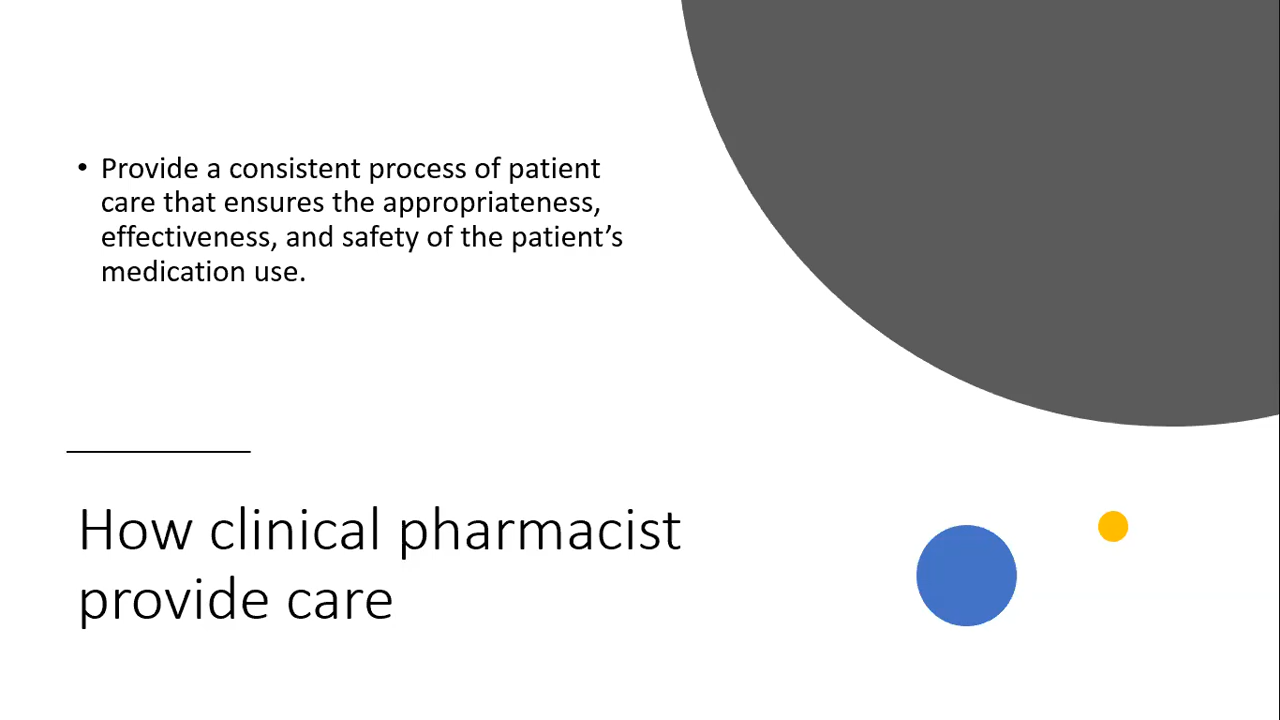 • Provide a consistent process of patient
care that ensures the appropriateness,
effectiveness, and safety of the patient’s
medication use.
How clinical pharmacist
provide care